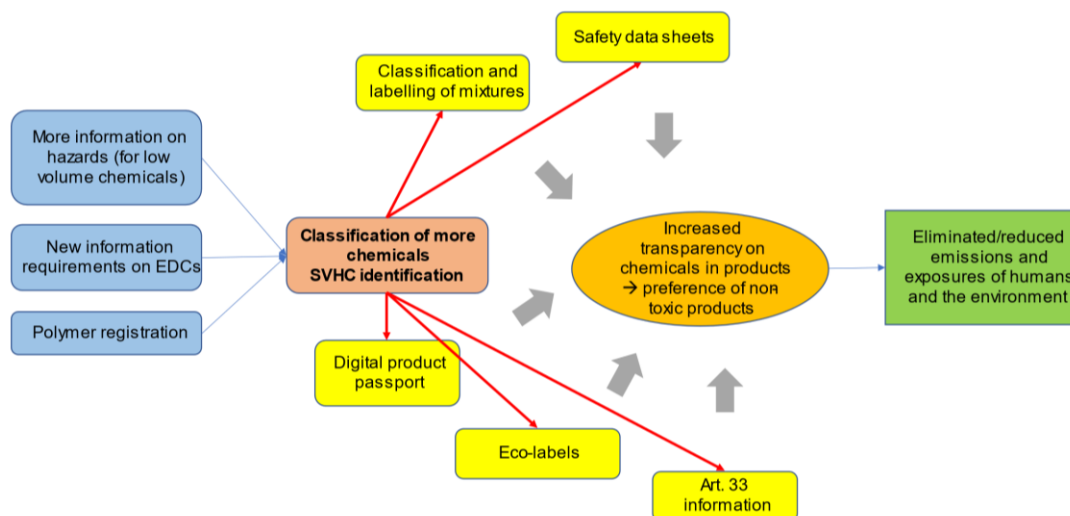 Safety data sheets
Classification and
labelling of mixtures
More information on
hazards (for low
volume chemicals)
New information
requirements on EDCs
Polymer registration
Classification of more
chemicals
SVHC identification
Increased
transparency on
chemicals in products
→ preference of non
toxic products
Eliminated/reduced
emissions and
exposures of humans
and the environment
Digital product
passport
Eco-labels
Art. 33
information